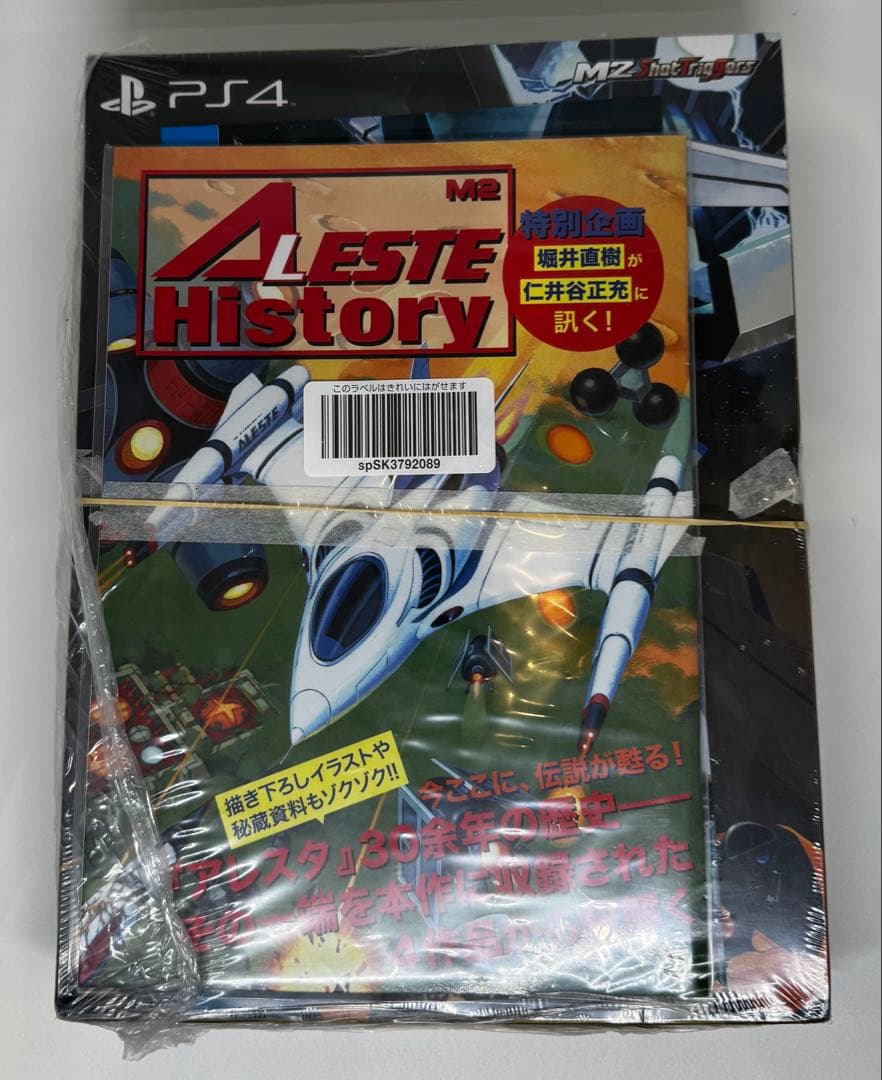 PS4
M2 ShotTriggers
M2
ALESTE
History
特別企画
堀井直樹が
仁井谷正充に
訊く!
ALESTE
このラベルはきれいにはがせます
spSK3792089
描き下ろしイラストや
秘蔵資料もゾクゾク!!
今ここに、伝説が甦る!
『アレスタ』30余年の歴史──
その一端を本作に収録された
4作品から